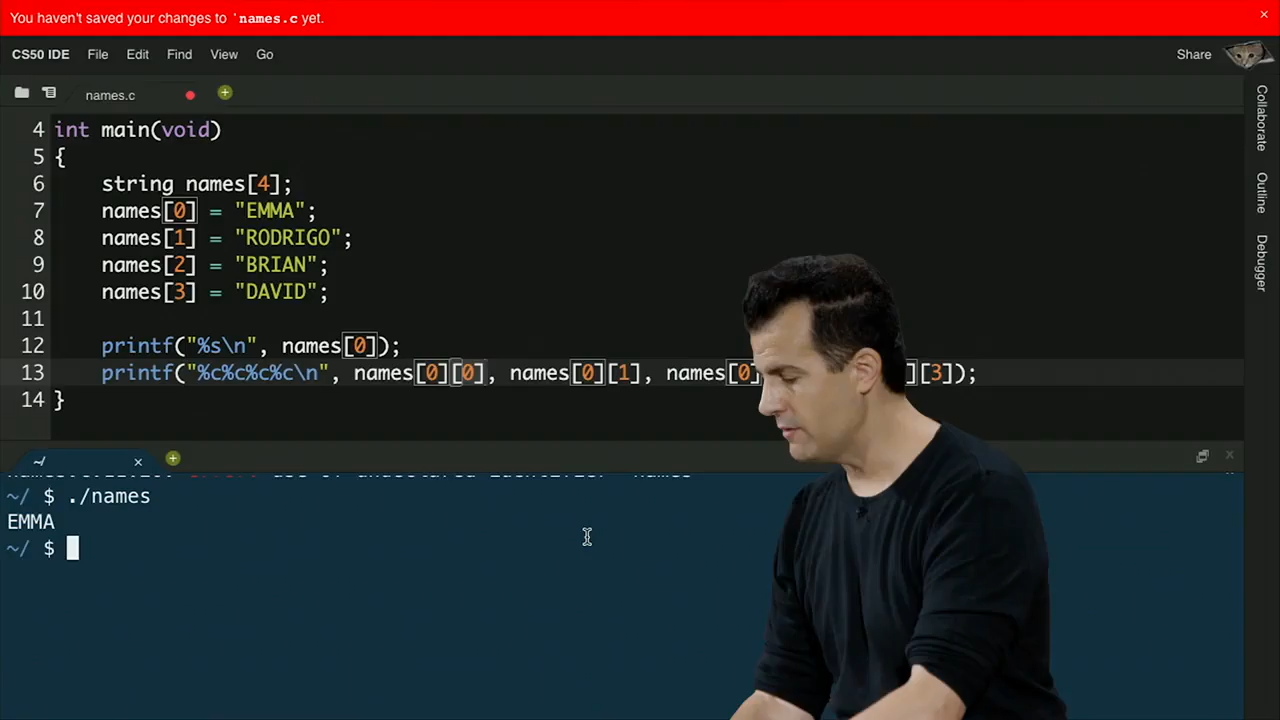 You haven't saved your changes to `names.c yet.
×
CS50 IDE File Edit Find View Go Share
names.c
Collaborate
Outline
Debugger
4 int main(void)
5 {
6 string names[4];
7 names[0] = "EMMA";
8 names[1] = "RODRIGO";
9 names[2] = "BRIAN";
10 names[3] = "DAVID";
11
12 printf("%s\n", names[0]);
13 printf("%c%c%c%c\n", names[0][0], names[0][1], names[0] ][3]);
14 }
~/
~/ $ ./names
EMMA
~/ $